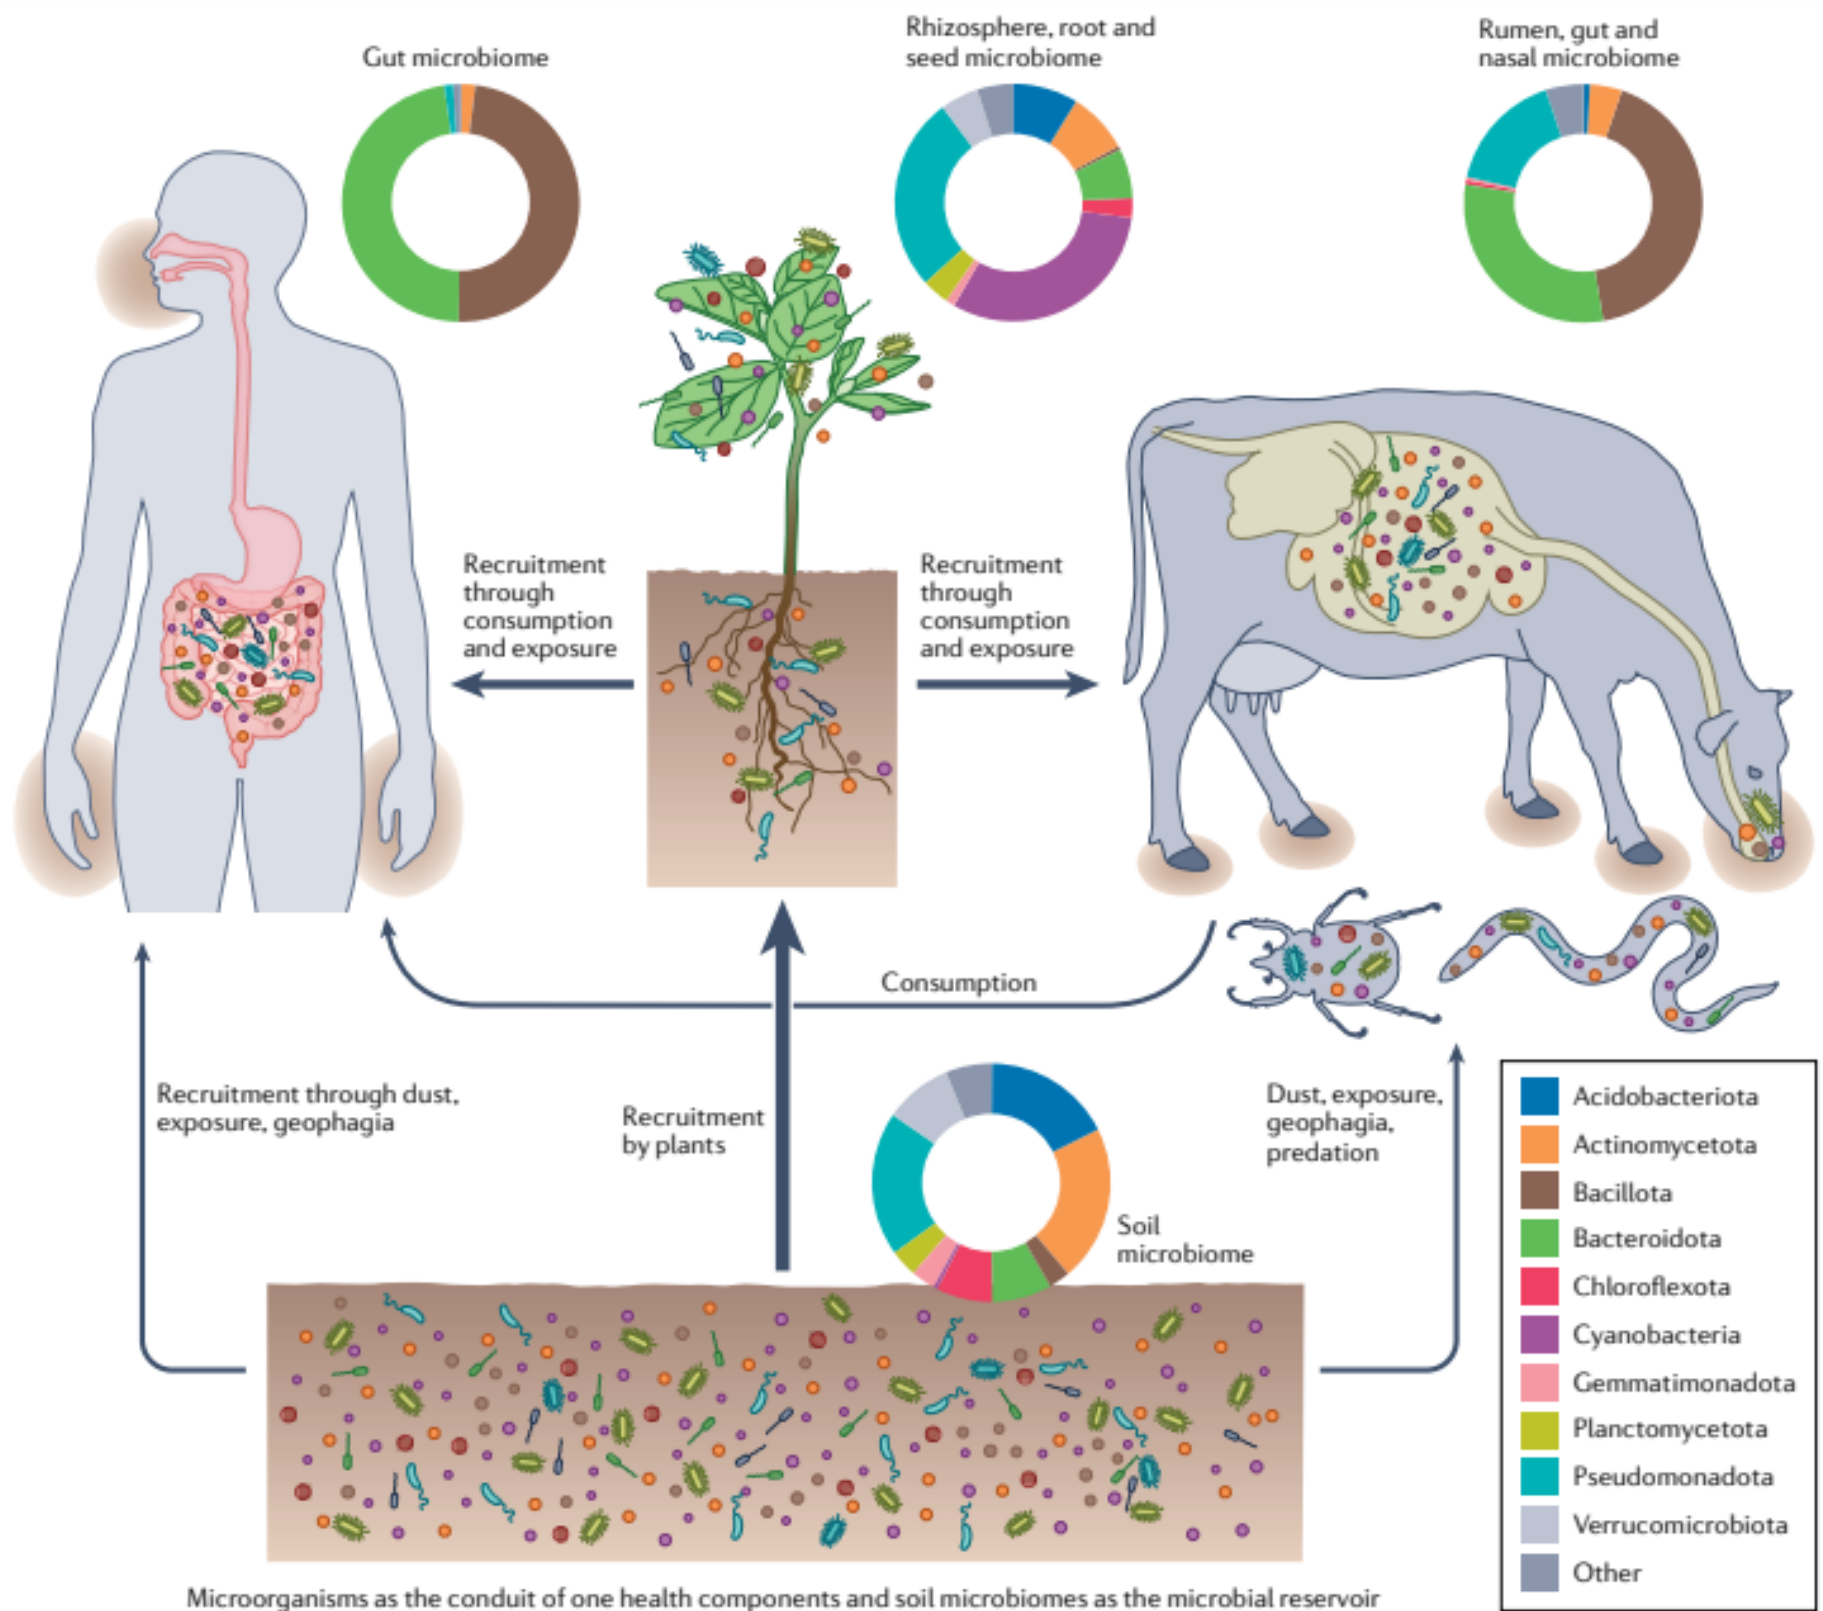 Gut microbiome
Rhizosphere, root and
seed microbiome
Rumen, gut and
nasal microbiome
Recruitment
through
consumption
and exposure
Recruitment
through
consumption
and exposure
Consumption
Recruitment through dust,
exposure, geophagia
Recruitment
by plants
Dust, exposure,
geophagia,
predation
Soil
microbiome
Acidobacteriota
Actinomycetota
Bacillota
Bacteroidota
Chloroflexota
Cyanobacteria
Gemmatimonadota
Planctomycetota
Pseudomonadota
Verrucomicrobiota
Other
Microorganisms as the conduit of one health components and soil microbiomes as the microbial reservoir